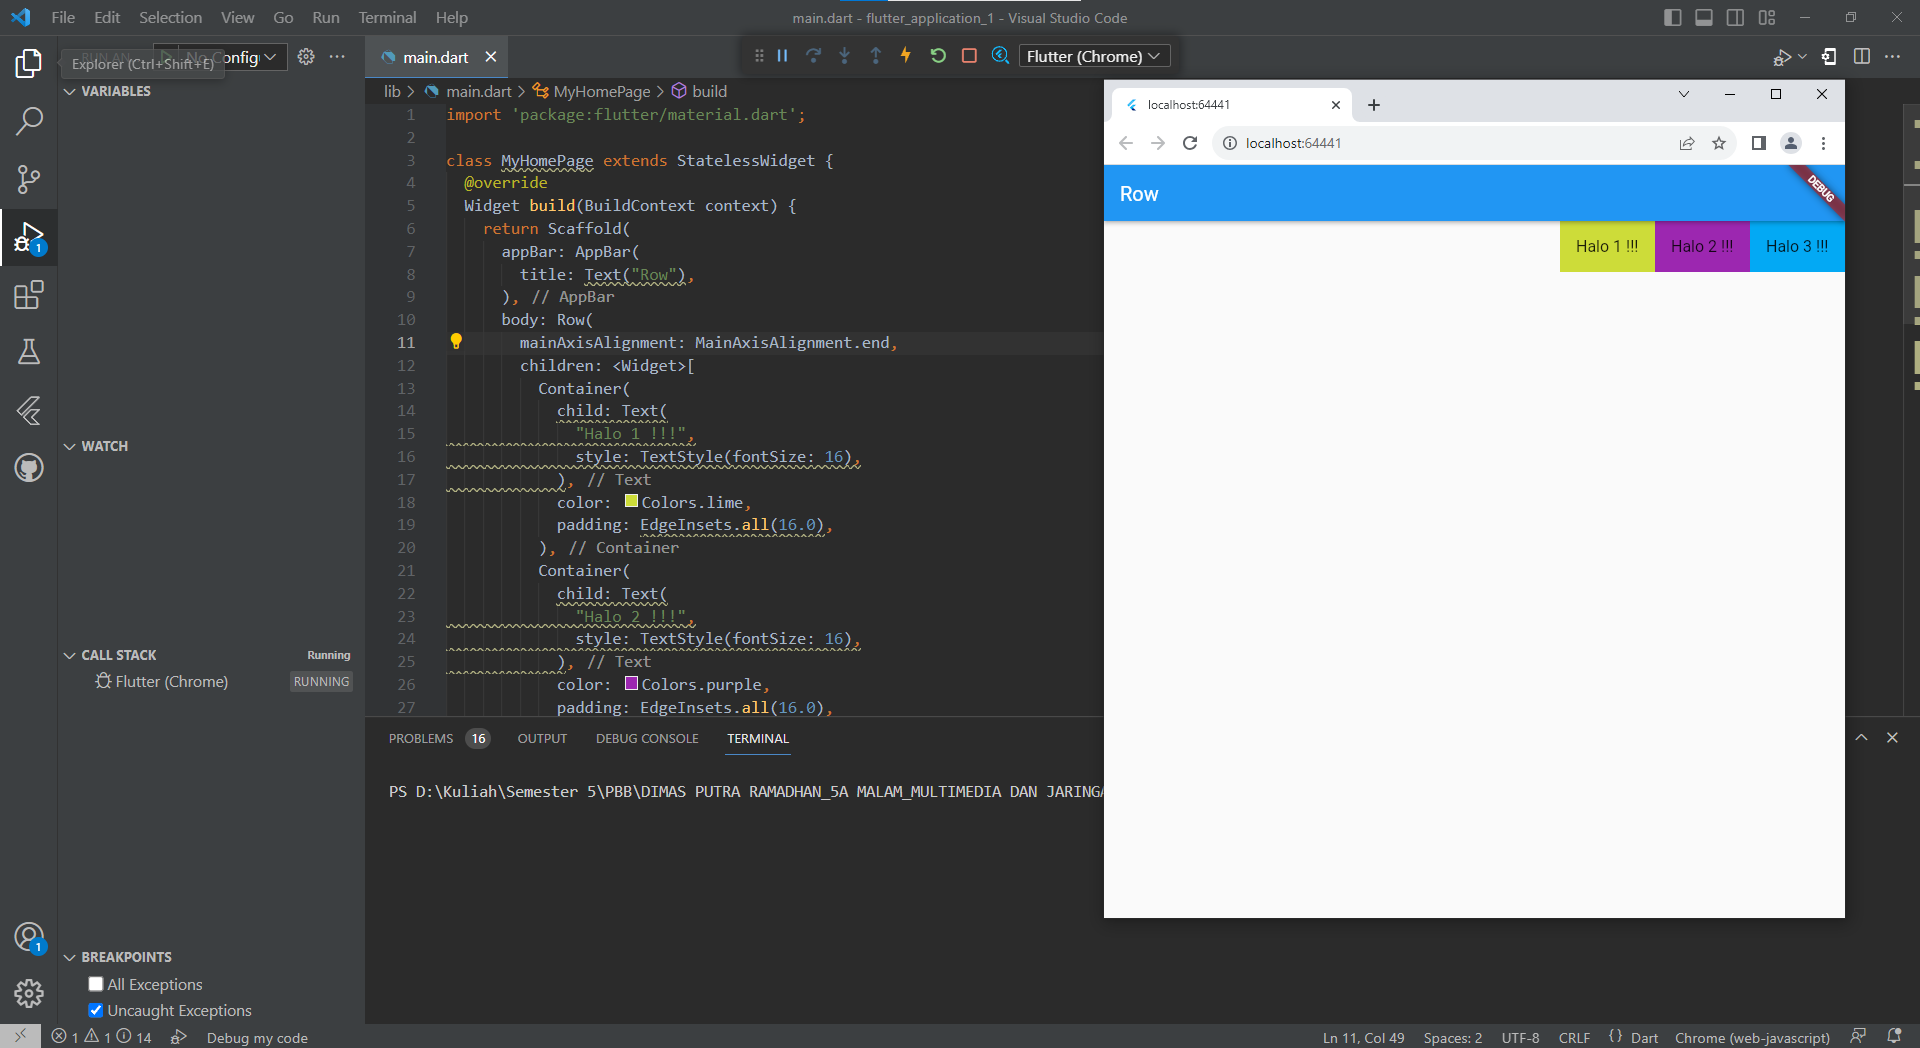 File Edit Selection View Go Run Terminal Help
main.dart - flutter_application_1 - Visual Studio Code
No Config
Explorer (Ctrl+Shift+E)
main.dart
Flutter (Chrome)
VARIABLES
WATCH
CALL STACK Running
Flutter (Chrome) RUNNING
BREAKPOINTS
All Exceptions
Uncaught Exceptions
1
1
lib > main.dart > MyHomePage > build
1 import 'package:flutter/material.dart';
2
3 class MyHomePage extends StatelessWidget {
4 @override
5 Widget build(BuildContext context) {
6 return Scaffold(
7 appBar: AppBar(
8 title: Text("Row"),
9 ), // AppBar
10 body: Row(
11 mainAxisAlignment: MainAxisAlignment.end,
12 children: <Widget>[
13 Container(
14 child: Text(
15 "Halo 1 !!!",
16 style: TextStyle(fontSize: 16),
17 ), // Text
18 color: Colors.lime,
19 padding: EdgeInsets.all(16.0),
20 ), // Container
21 Container(
22 child: Text(
23 "Halo 2 !!!",
24 style: TextStyle(fontSize: 16),
25 ), // Text
26 color: Colors.purple,
27 padding: EdgeInsets.all(16.0),
PROBLEMS 16 OUTPUT DEBUG CONSOLE TERMINAL
PS D:\Kuliah\Semester 5\PBB\DIMAS PUTRA RAMADHAN_5A MALAM_MULTIMEDIA DAN JARINGA
localhost:64441
localhost:64441
Row
DEBUG
Halo 1 !!! Halo 2 !!! Halo 3 !!!
1 1 14 Debug my code
Ln 11, Col 49 Spaces: 2 UTF-8 CRLF {} Dart Chrome (web-javascript)